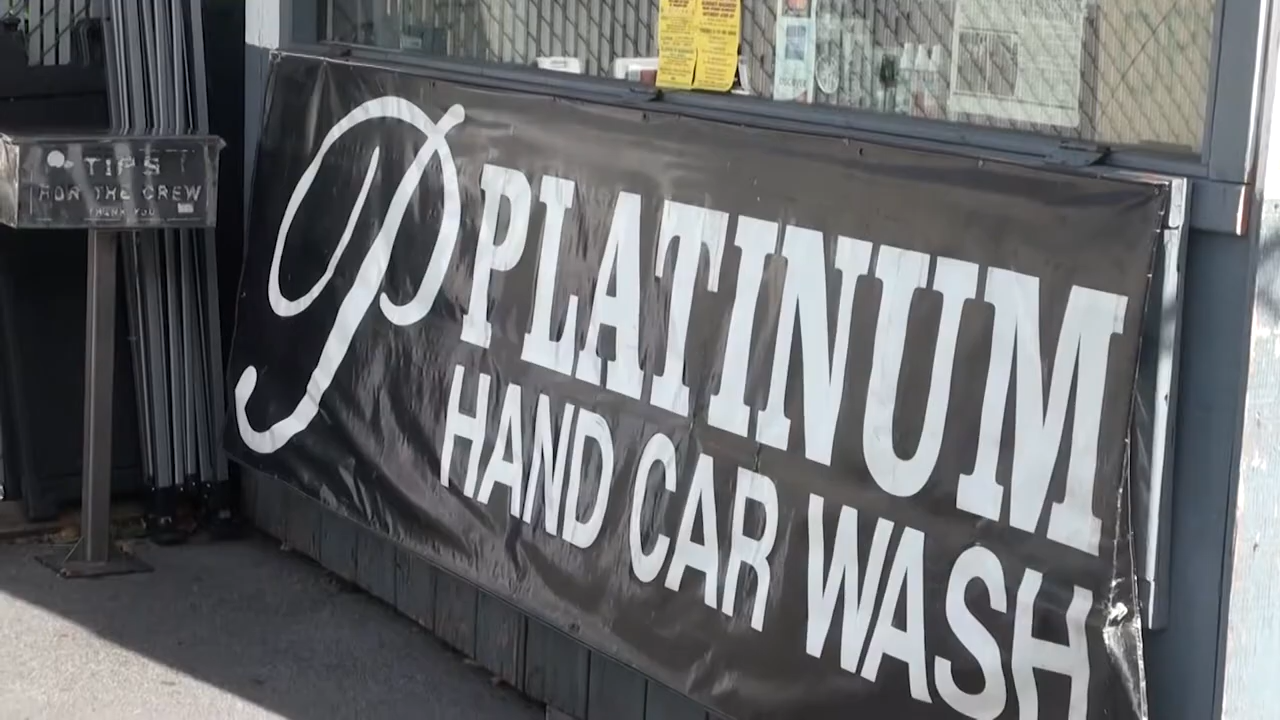 TIPS
FOR THE CREW
THANK YOU
P PLATINUM
HAND CAR WASH